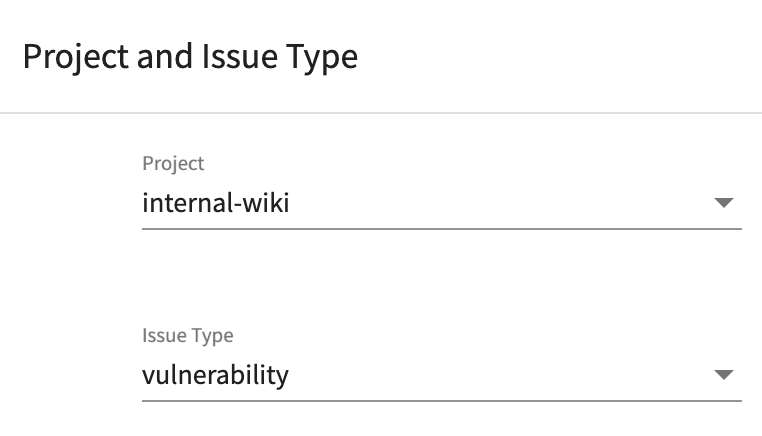 Project and Issue Type
Project
internal-wiki
Issue Type
vulnerability